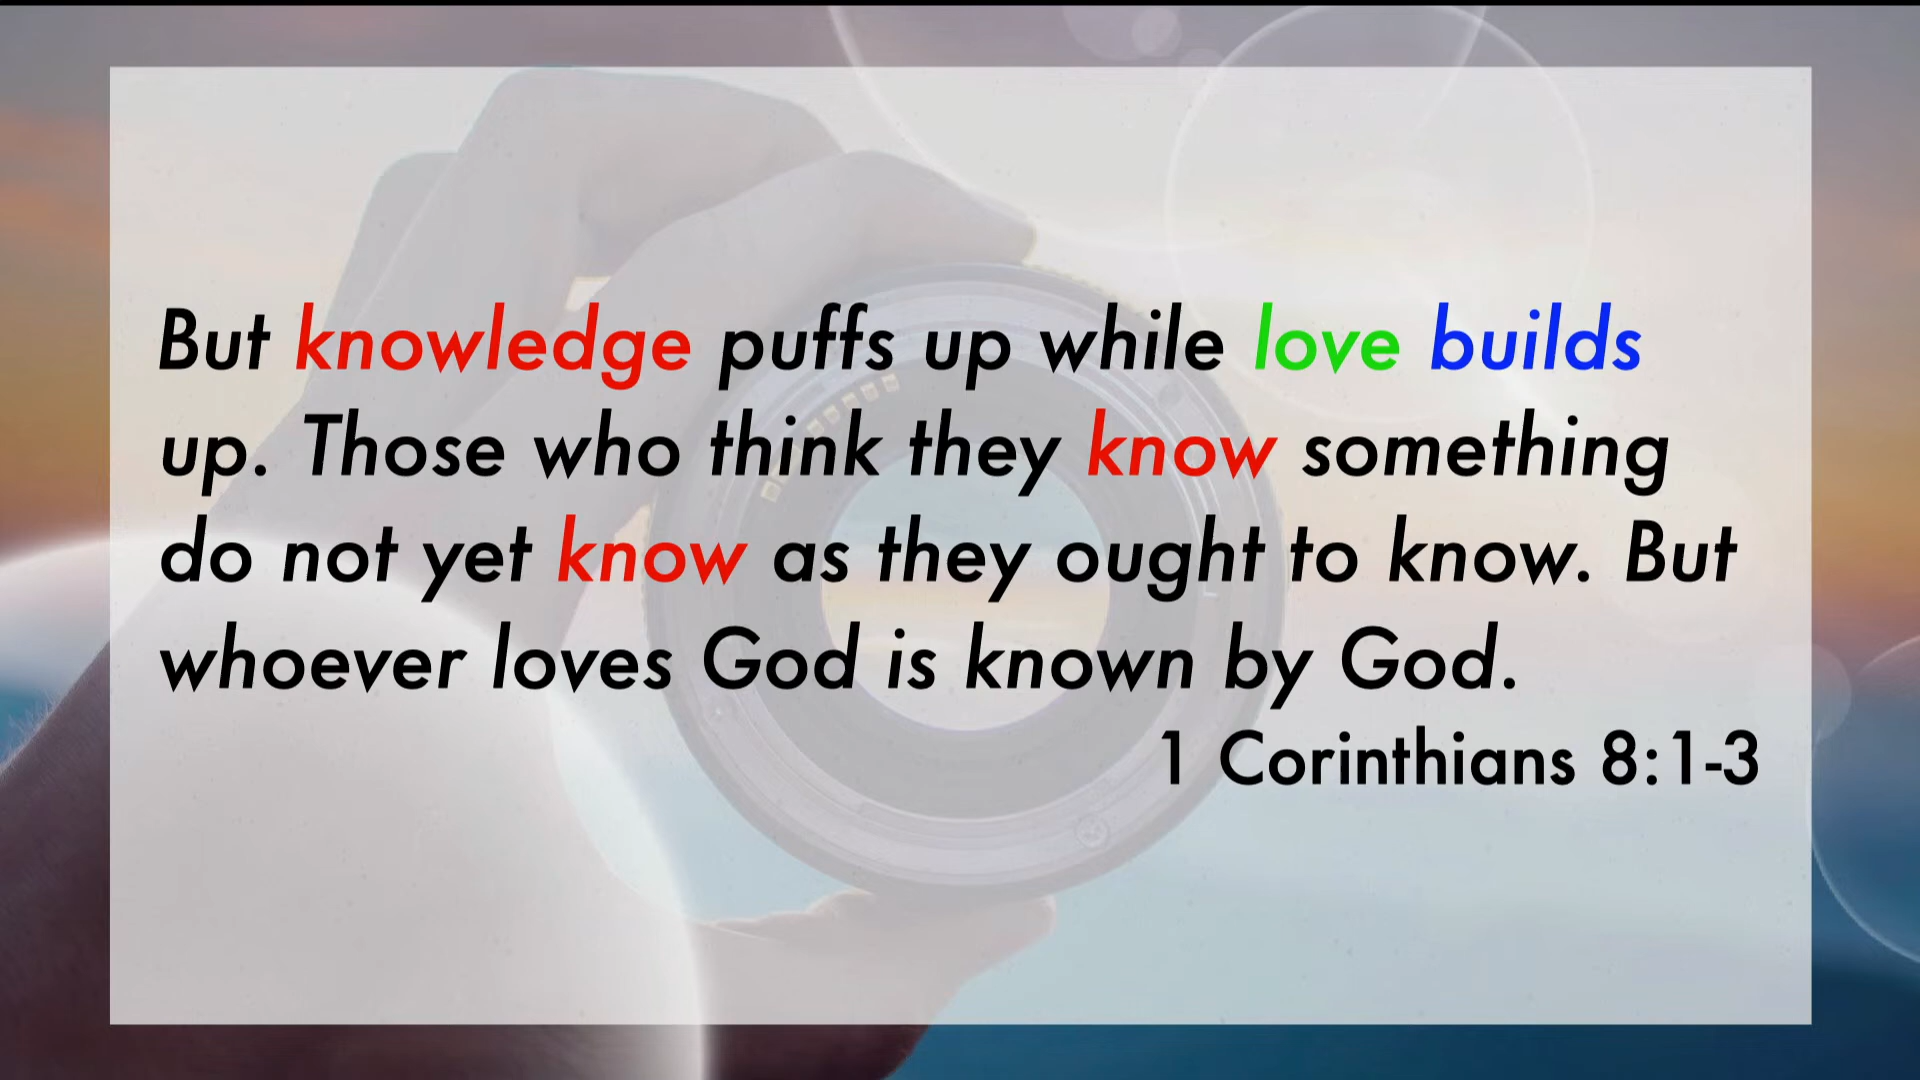 But knowledge puffs up while love builds
up. Those who think they know something
do not yet know as they ought to know. But
whoever loves God is known by God.
1 Corinthians 8:1-3